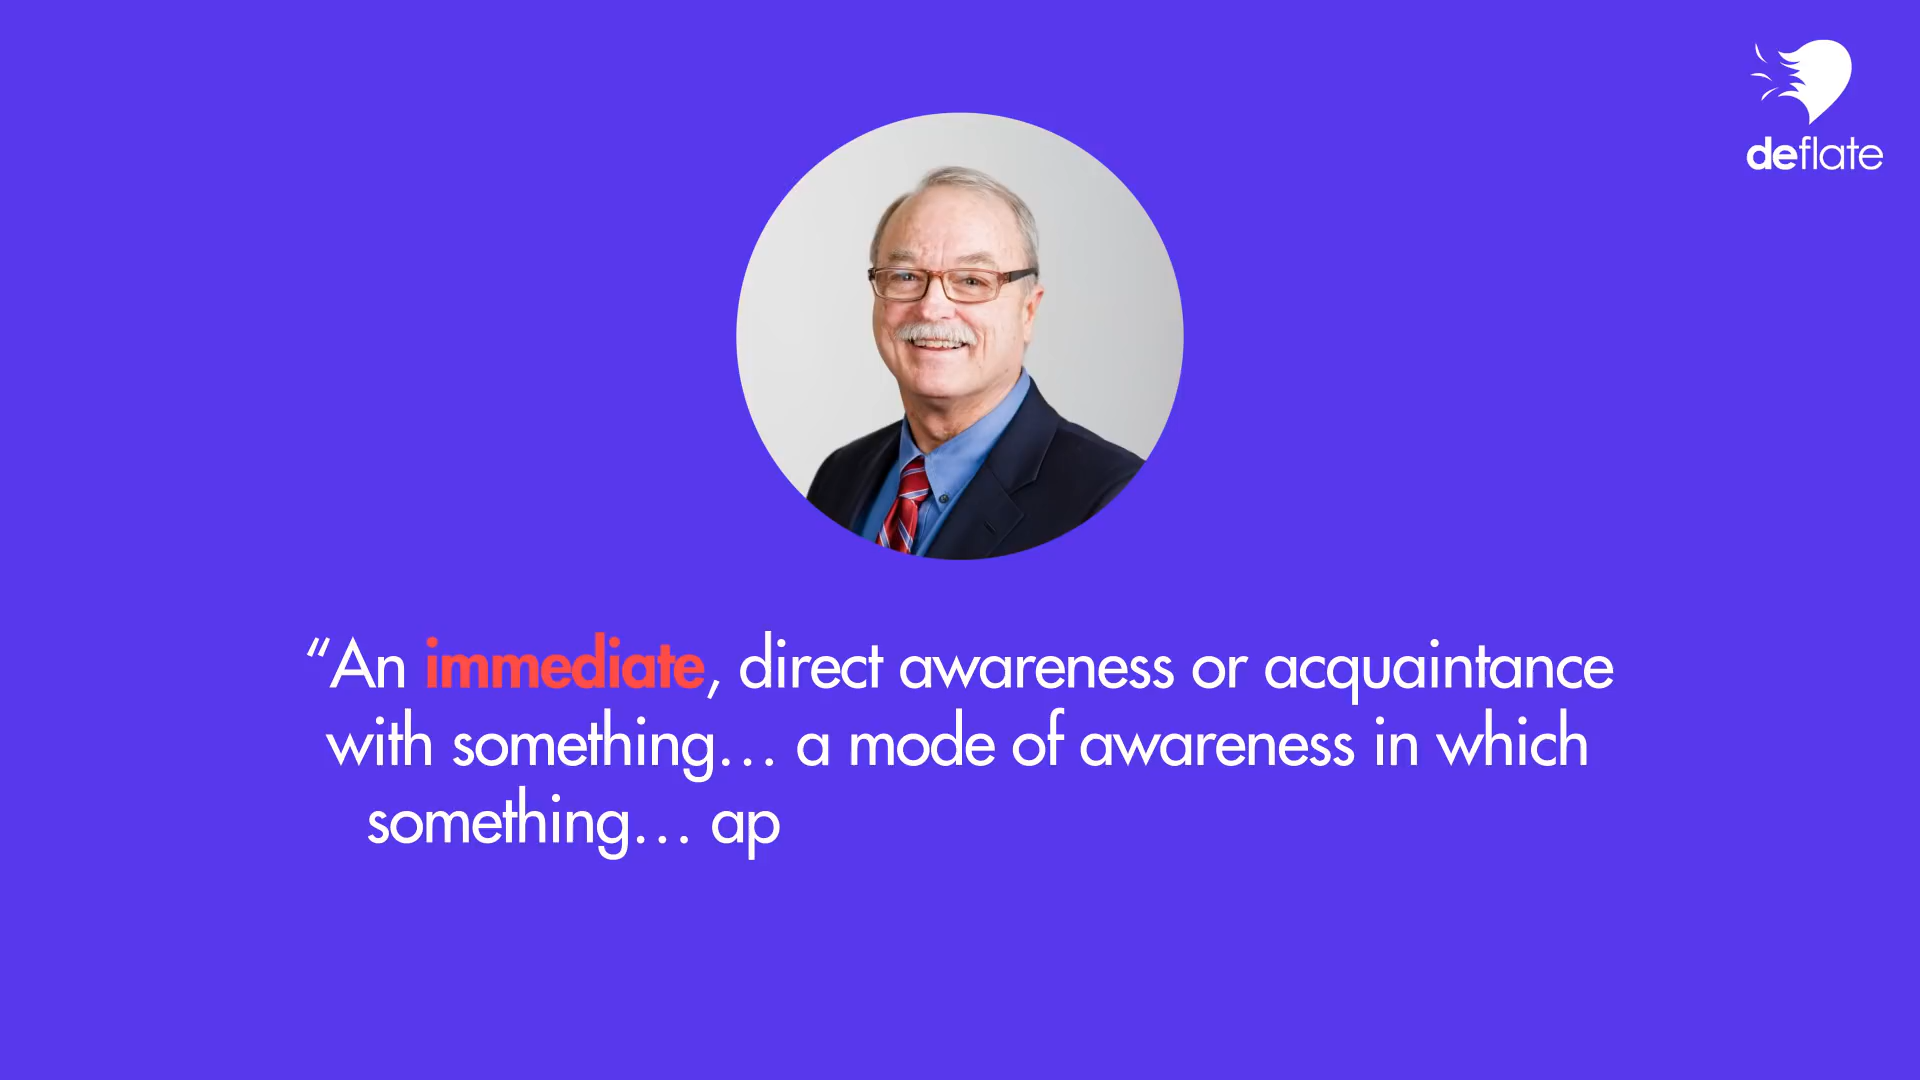 deflate
“An immediate, direct awareness or acquaintance
with something… a mode of awareness in which
something… ap